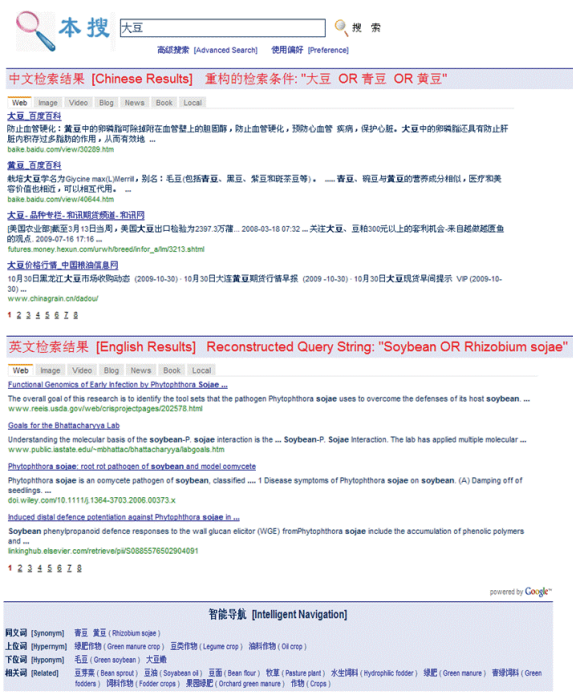 本搜
大豆
搜 索
高级搜索 [Advanced Search] 使用偏好 [Preference]
中文检索结果 [Chinese Results] 重构的检索条件: "大豆 OR 青豆 OR 黄豆"
Web Image Video Blog News Book Local
大豆_百度百科
防止血管硬化:黄豆中的卵磷脂可除掉附在血管壁上的胆固醇,防止血管硬化,预防心血管 疾病,保护心脏。大豆中的卵磷脂还具有防止肝
脏内积存过多脂肪的作用,从而有效地 ...
baike.baidu.com/view/30289.htm
黄豆_百度百科
栽培大豆学名为Glycine max(L)Merrill,别名:毛豆(包括青豆、黑豆、紫豆和斑茶豆等)。 ...... 青豆、豌豆与黄豆的营养成分相似,医疗和美
容价值也相近,可以相互代用。 ...
baike.baidu.com/view/40644.htm
大豆- 品种专栏- 和讯期货频道- 和讯网
[美国农业部]截至3月13日当周,美国大豆出口检验为2397.3万蒲... 2008-03-18 07:32 ... 关注大豆、豆粕300元以上的套利机会-来自越做越匪鱼
的观点. 2009-07-16 17:16 ...
futures.money.hexun.com/urwh/breed/infor_a/lm/3213.shtml
大豆价格行情_中国粮油信息网
10月30日黑龙江大豆市场收购动态 (2009-10-30) · 10月30日大连黄豆期货行情早报 (2009 -10-30) · 10月30日大豆现货早间提示 VIP (2009-10-
30) ...
www.chinagrain.cn/dadou/
1 2 3 4 5 6 7 8
英文检索结果 [English Results] Reconstructed Query String: "Soybean OR Rhizobium sojae"
Web Image Video Blog News Book Local
Functional Genomics of Early Infection by Phytophthora Sojae ...
The overall goal of this research is to identify the tool sets that the pathogen Phytophthora sojae uses to overcome the defenses of its host soybean. ...
www.reeis.usda.gov/web/crisprojectpages/202578.html
Goals for the Bhattacharyya Lab
Understanding the molecular basis of the soybean-P. sojae interaction is the ... Soybean-P. Sojae Interaction. The lab has applied multiple molecular ...
www.public.iastate.edu/~mbhattac/bhattacharyya/labgoals.htm
Phytophthora sojae: root rot pathogen of soybean and model oomycete
Phytophthora sojae is an oomycete pathogen of soybean, classified .... 1 Disease symptoms of Phytophthora sojae on soybean. (A) Damping off of
seedlings. ...
doi.wiley.com/10.1111/j.1364-3703.2006.00373.x
Induced distal defence potentiation against Phytophthora sojae in ...
Soybean phenylpropanoid defence responses to the wall glucan elicitor (WGE) fromPhytophthora sojae include the accumulation of phenolic polymers
and ...
linkinghub.elsevier.com/retrieve/pii/S0885576502904091
1 2 3 4 5 6 7 8
powered by Google™
智能导航 [Intelligent Navigation]
同义词 [Synonym] 青豆 黄豆 ( Rhizobium sojae )
上位词 [Hypernym] 绿肥作物 ( Green manure crop ) 豆类作物 ( Legume crop ) 油料作物 ( Oil crop )
下位词 [Hyponym] 毛豆 ( Green soybean ) 大豆嫩
相关词 [Related] 豆芽菜 ( Bean sprout ) 豆油 ( Soyabean oil ) 豆面 ( Bean flour ) 牧草 ( Pasture plant ) 水生饲料 ( Hydrophilic fodder ) 绿肥 ( Green manure ) 青绿饲料 ( Green
fodders ) 饲料作物 ( Fodder crops ) 果园绿肥 ( Orchard green manure ) 作物 ( Crops )